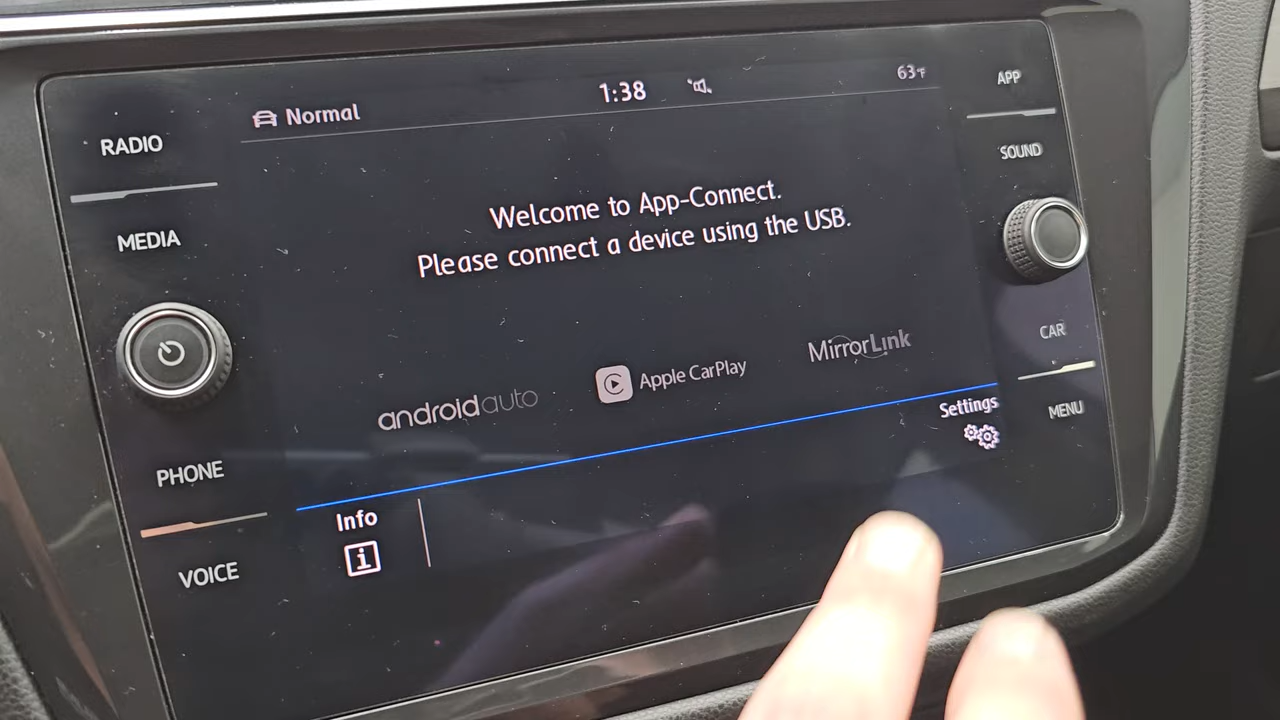 RADIO
MEDIA
PHONE
VOICE
Normal
1:38
63°F
Welcome to App-Connect.
Please connect a device using the USB.
androidauto
Apple CarPlay
MirrorLink
Settings
Info
i
APP
SOUND
CAR
MENU